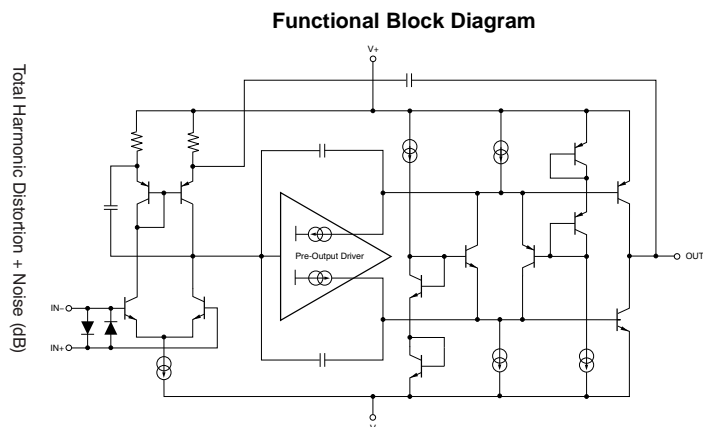 Functional Block Diagram
Total Harmonic Distortion + Noise (dB)
V+
Pre-Output Driver
OUT
IN−
IN+
V